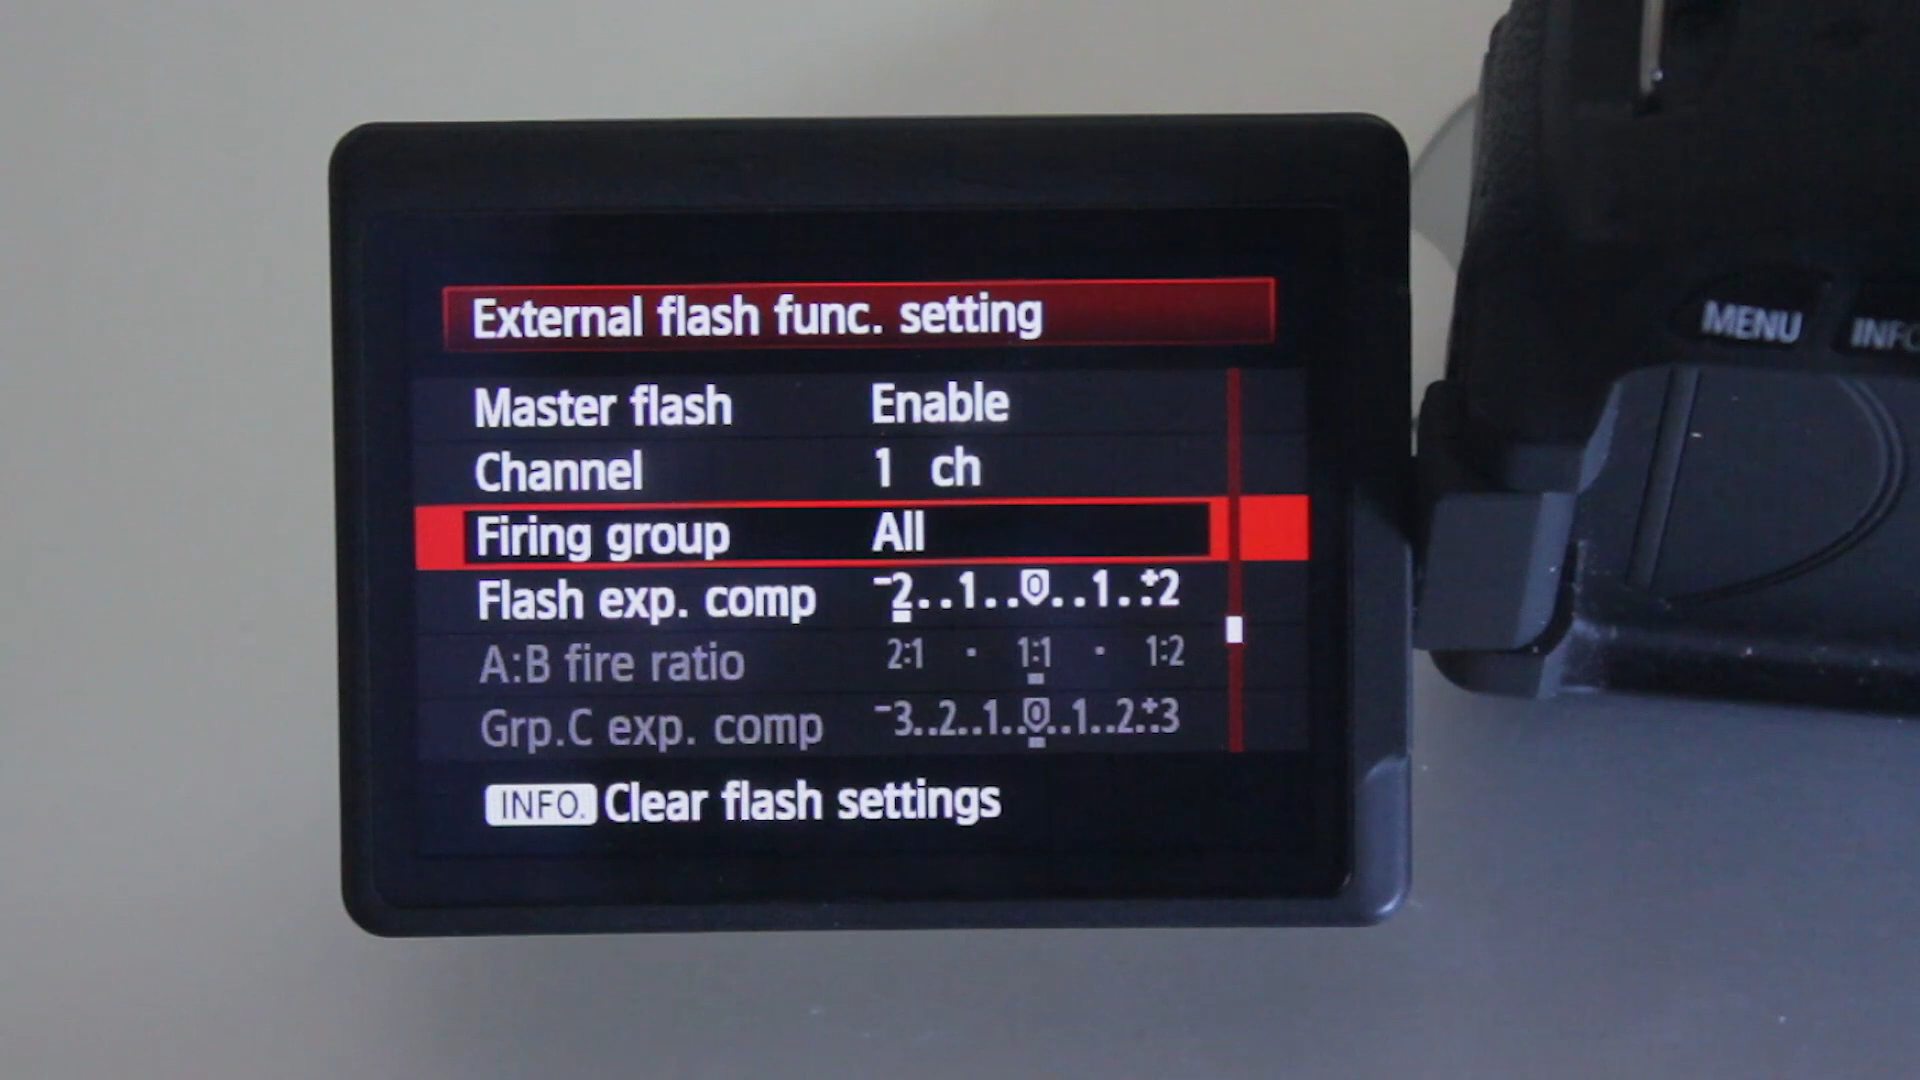 External flash func. setting
Master flash Enable
Channel 1 ch
Firing group All
Flash exp. comp -2..1..0..1..+2
A:B fire ratio 2:1 · 1:1 · 1:2
Grp.C exp. comp -3..2..1..0..1..2..+3
INFO. Clear flash settings
MENU